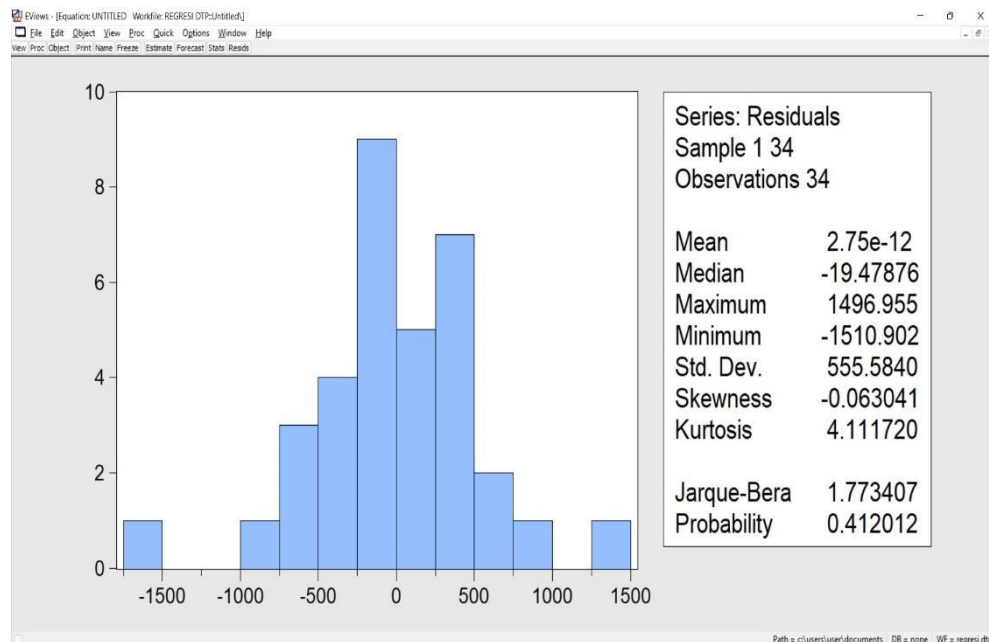 EViews - [Equation: UNTITLED Workfile: REGRESI DTP::Untitled\]
File Edit Object View Proc Quick Options Window Help
View Proc Object Print Name Freeze Estimate Forecast Stats Resids
10
8
6
4
2
0
-1500 -1000 -500 0 500 1000 1500
Series: Residuals
Sample 1 34
Observations 34
Mean 2.75e-12
Median -19.47876
Maximum 1496.955
Minimum -1510.902
Std. Dev. 555.5840
Skewness -0.063041
Kurtosis 4.111720
Jarque-Bera 1.773407
Probability 0.412012
Path = c:\users\user\documents DB = none WF = regresi dt